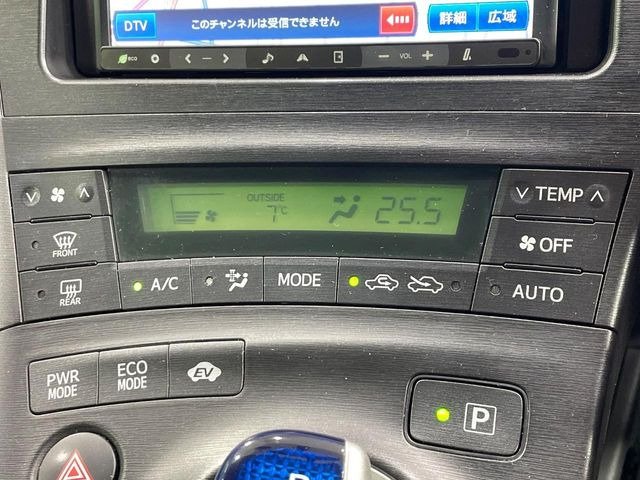 DTV このチャンネルは受信できません 詳細 広域
eco VOL
TEMP
OUTSIDE
7℃ 25.5
FRONT OFF
REAR A/C MODE AUTO
PWR MODE ECO MODE EV
P